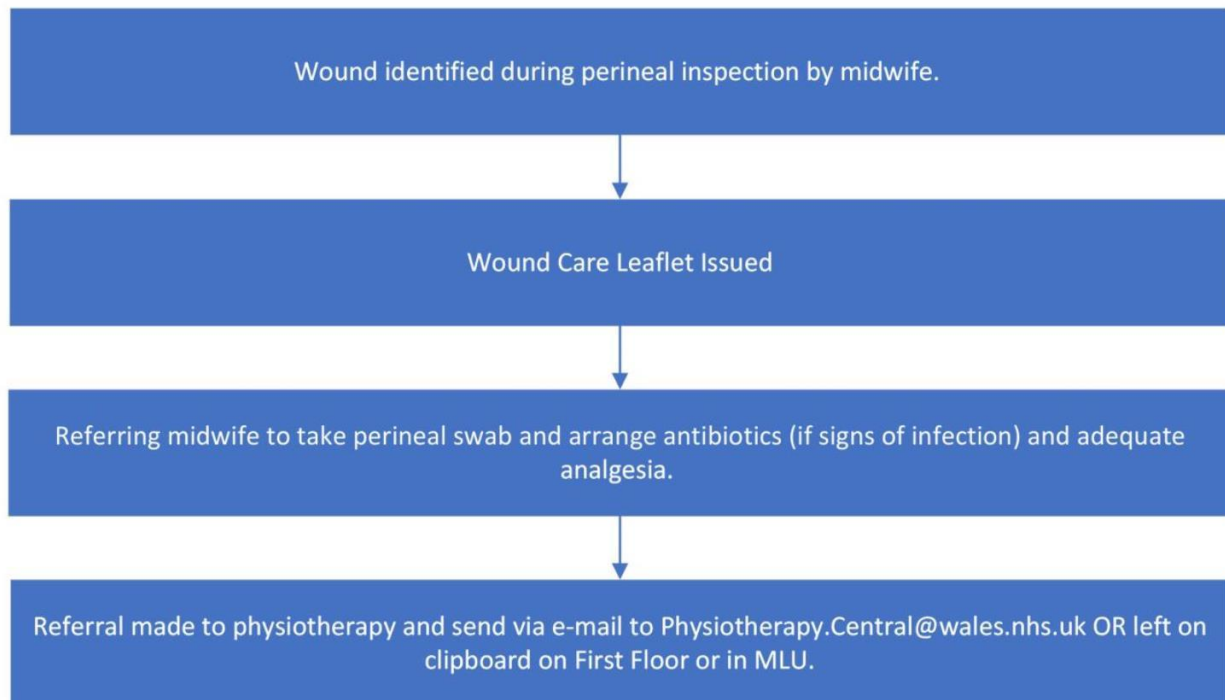 Wound identified during perineal inspection by midwife.
Wound Care Leaflet Issued
Referring midwife to take perineal swab and arrange antibiotics (if signs of infection) and adequate
analgesia.
Referral made to physiotherapy and send via e-mail to Physiotherapy.Central@wales.nhs.uk OR left on
clipboard on First Floor or in MLU.